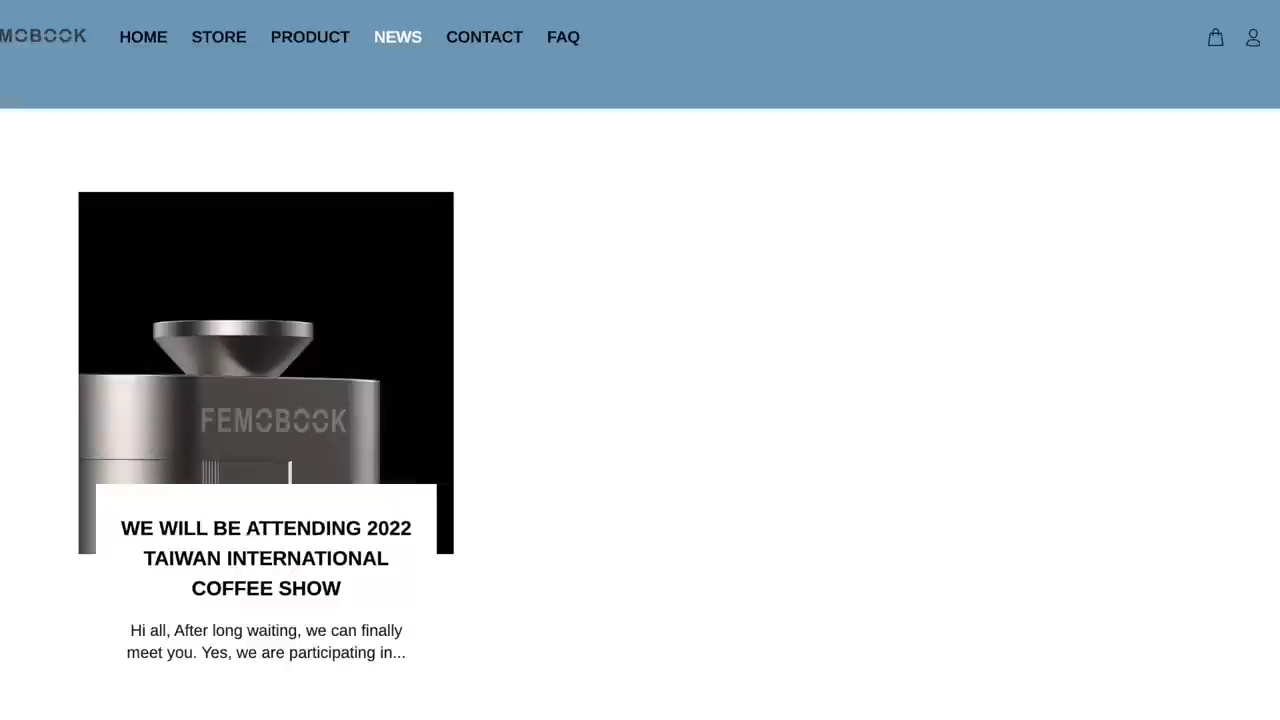 MOBOOK HOME STORE PRODUCT NEWS CONTACT FAQ
FEMOBOOK
WE WILL BE ATTENDING 2022
TAIWAN INTERNATIONAL
COFFEE SHOW
Hi all, After long waiting, we can finally
meet you. Yes, we are participating in...